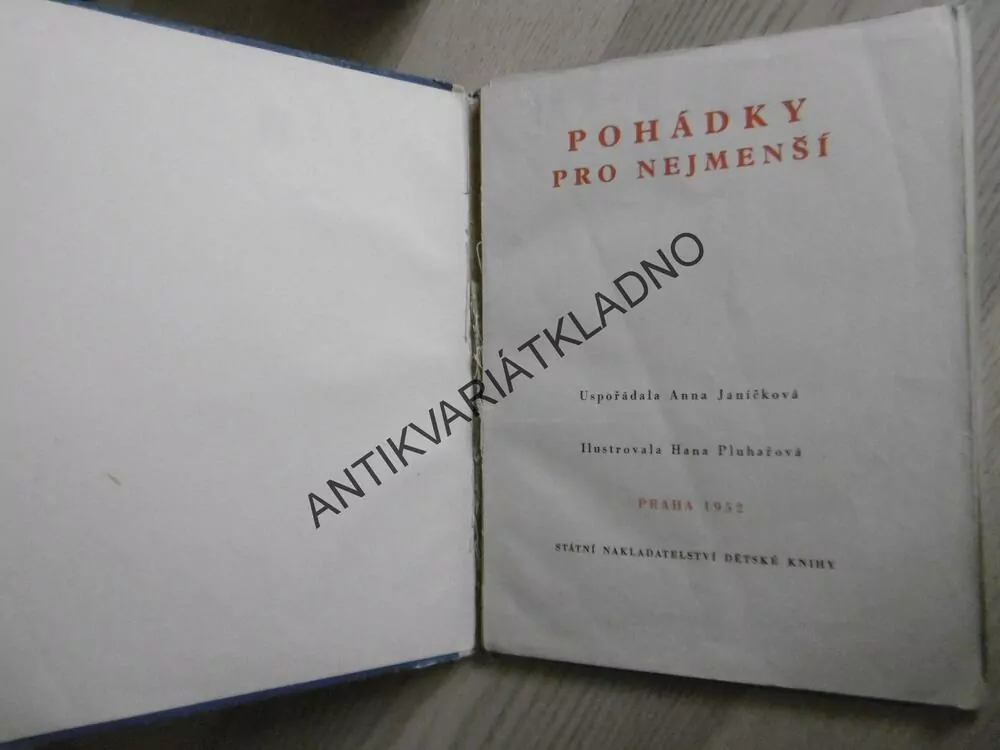 POHÁDKY
PRO NEJMENŠÍ
ANTIKVARIÁTKLADNO
Uspořádala Anna Janíčková
Ilustrovala Hana Pluhařová
PRAHA 1952
STÁTNÍ NAKLADATELSTVÍ DĚTSKÉ KNIHY